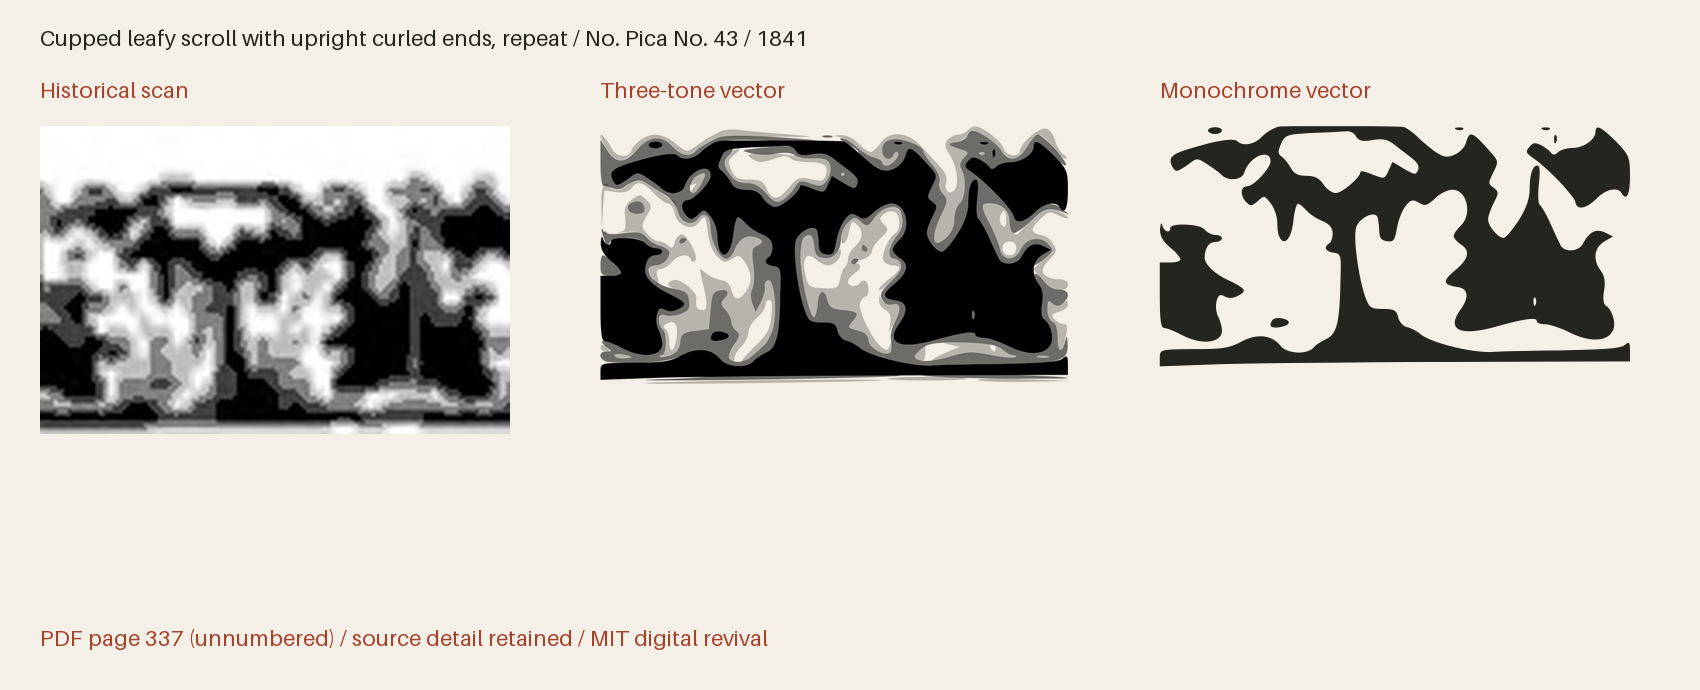 Cupped leafy scroll with upright curled ends, repeat / No. Pica No. 43 / 1841
Historical scan
Three-tone vector
Monochrome vector
PDF page 337 (unnumbered) / source detail retained / MIT digital revival